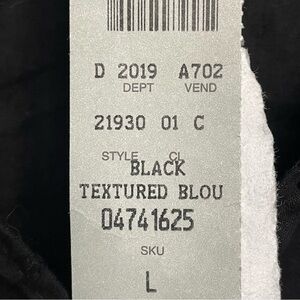 D 2019 A702
DEPT VEND
21930 01 C
STYLE CL
BLACK
TEXTURED BLOU
04741625
SKU
L